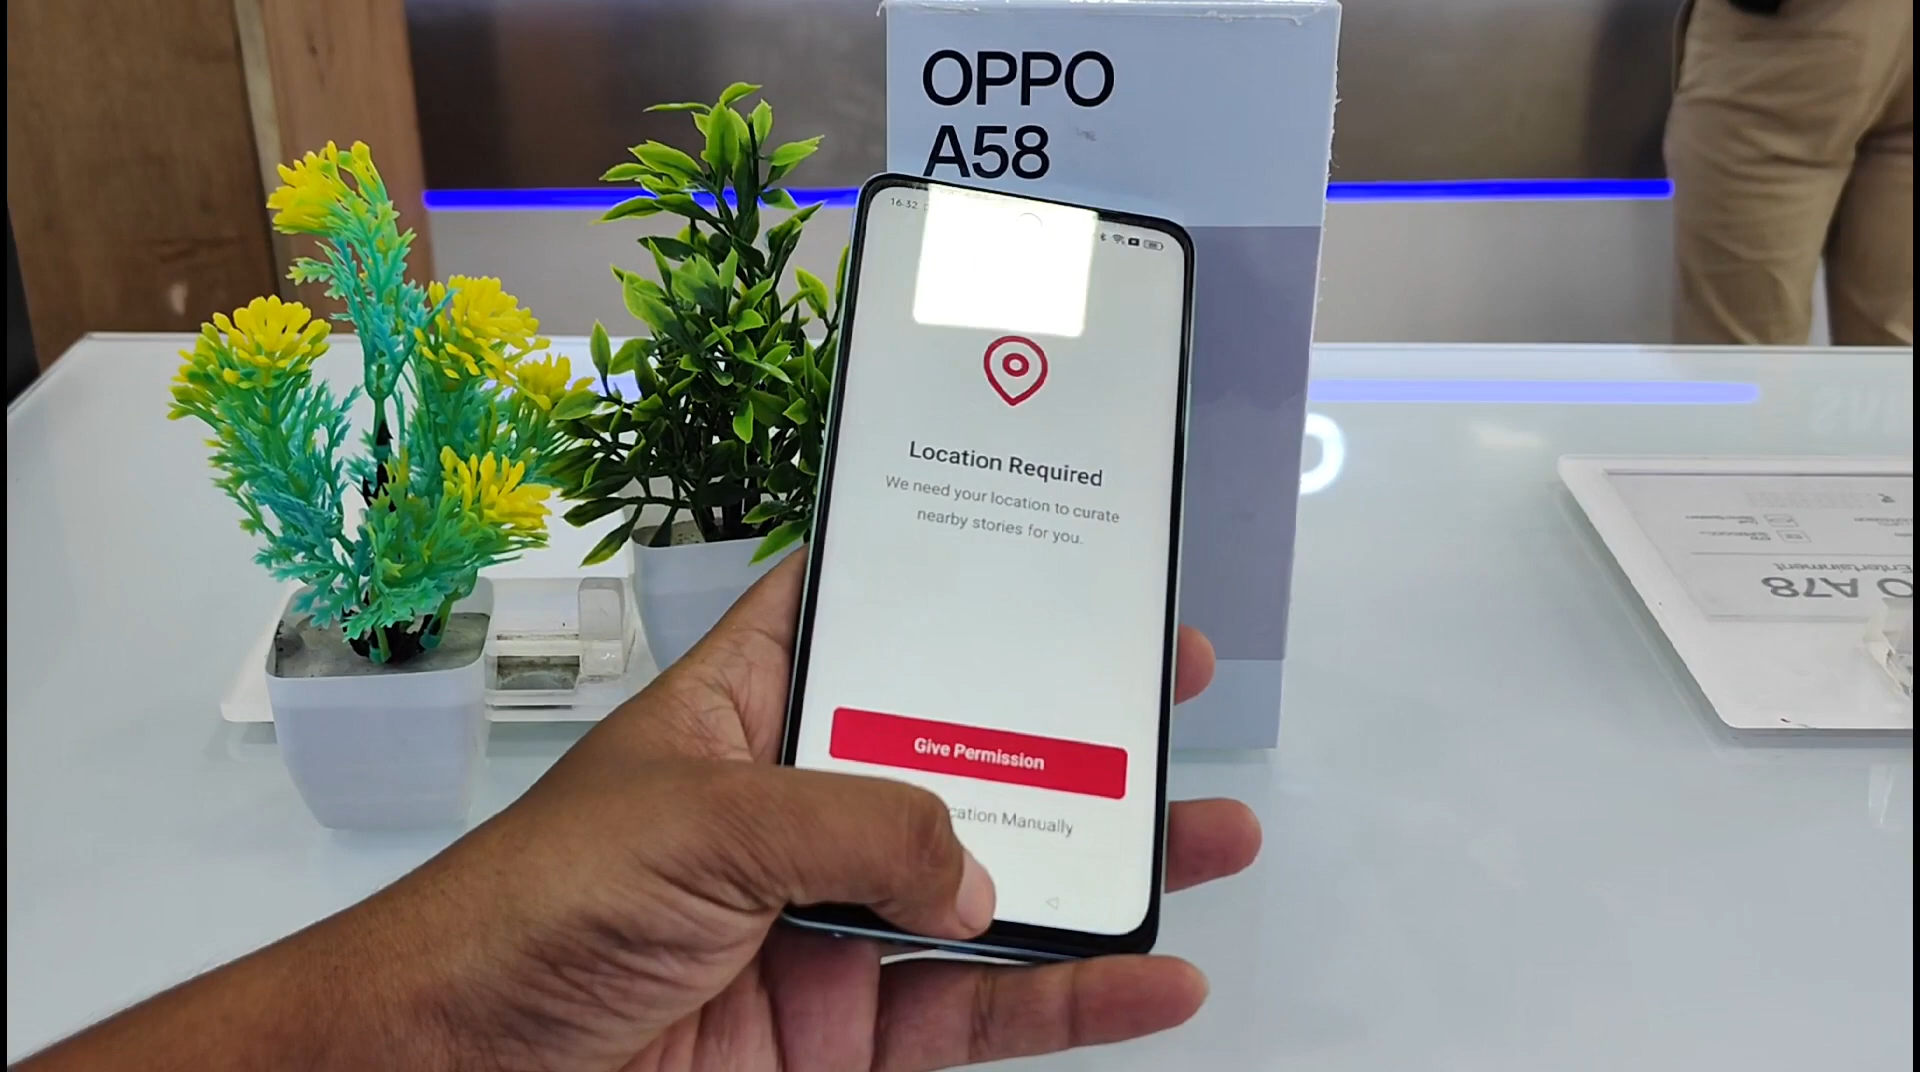 OPPO
A58
16.32
Location Required
We need your location to curate
nearby stories for you.
Give Permission
Manually
Entertainment
A78